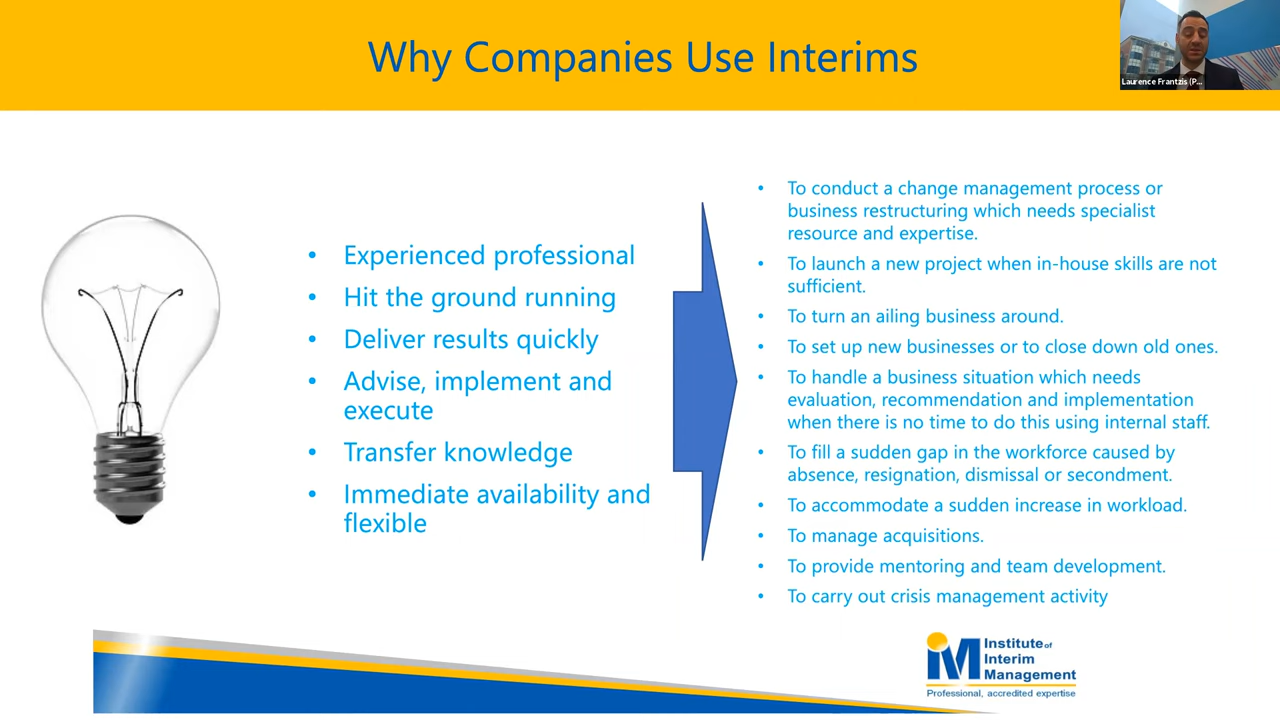 Why Companies Use Interims
Laurence Frantzis (P...
• Experienced professional
• Hit the ground running
• Deliver results quickly
• Advise, implement and
execute
• Transfer knowledge
• Immediate availability and
flexible
• To conduct a change management process or
business restructuring which needs specialist
resource and expertise.
• To launch a new project when in-house skills are not
sufficient.
• To turn an ailing business around.
• To set up new businesses or to close down old ones.
• To handle a business situation which needs
evaluation, recommendation and implementation
when there is no time to do this using internal staff.
• To fill a sudden gap in the workforce caused by
absence, resignation, dismissal or secondment.
• To accommodate a sudden increase in workload.
• To manage acquisitions.
• To provide mentoring and team development.
• To carry out crisis management activity
iM
Institute of
Interim
Management
Professional, accredited expertise